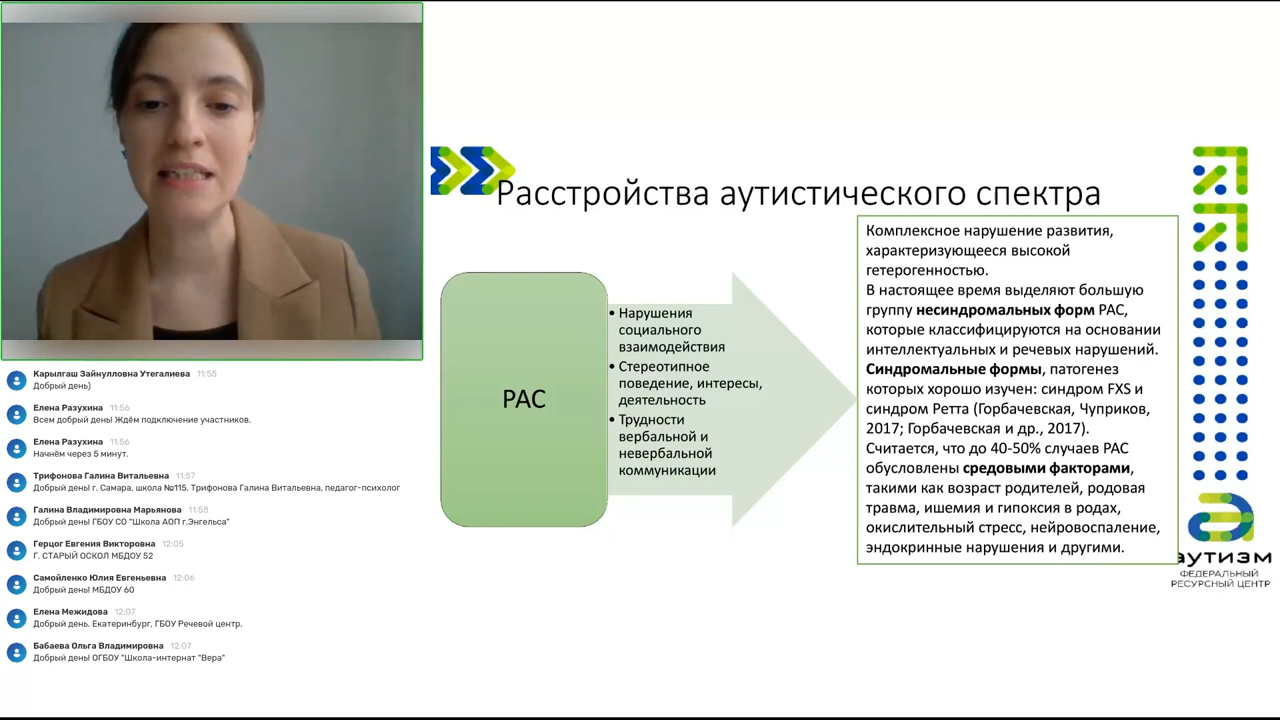 Расстройства аутистического спектра
РАС
• Нарушения
социального
взаимодействия
• Стереотипное
поведение, интересы,
деятельность
• Трудности
вербальной и
невербальной
коммуникации
Комплексное нарушение развития,
характеризующееся высокой
гетерогенностью.
В настоящее время выделяют большую
группу несиндромальных форм РАС,
которые классифицируются на основании
интеллектуальных и речевых нарушений.
Синдромальные формы, патогенез
которых хорошо изучен: синдром FXS и
синдром Ретта (Горбачевская, Чуприков,
2017; Горбачевская и др., 2017).
Считается, что до 40-50% случаев РАС
обусловлены средовыми факторами,
такими как возраст родителей, родовая
травма, ишемия и гипоксия в родах,
окислительный стресс, нейровоспаление,
эндокринные нарушения и другими.
аутизм
ФЕДЕРАЛЬНЫЙ
РЕСУРСНЫЙ ЦЕНТР
Карылгаш Зайнулловна Утегалиева 11:55
Добрый день)
Елена Разухина 11:56
Всем добрый день! Ждём подключение участников.
Елена Разухина 11:56
Начнём через 5 минут.
Трифонова Галина Витальевна 11:57
Добрый день! г. Самара, школа №115. Трифонова Галина Витальевна, педагог-психолог
Галина Владимировна Марьянова 11:58
Добрый день! ГБОУ СО "Школа АОП г.Энгельса"
Герцог Евгения Викторовна 12:05
Г. СТАРЫЙ ОСКОЛ МБДОУ 52
Самойленко Юлия Евгеньевна 12:06
Добрый день! МБДОУ 60
Елена Межидова 12:07
Добрый день. Екатеринбург, ГБОУ Речевой центр.
Бабаева Ольга Владимировна 12:07
Добрый день! ОГБОУ "Школа-интернат "Вера"